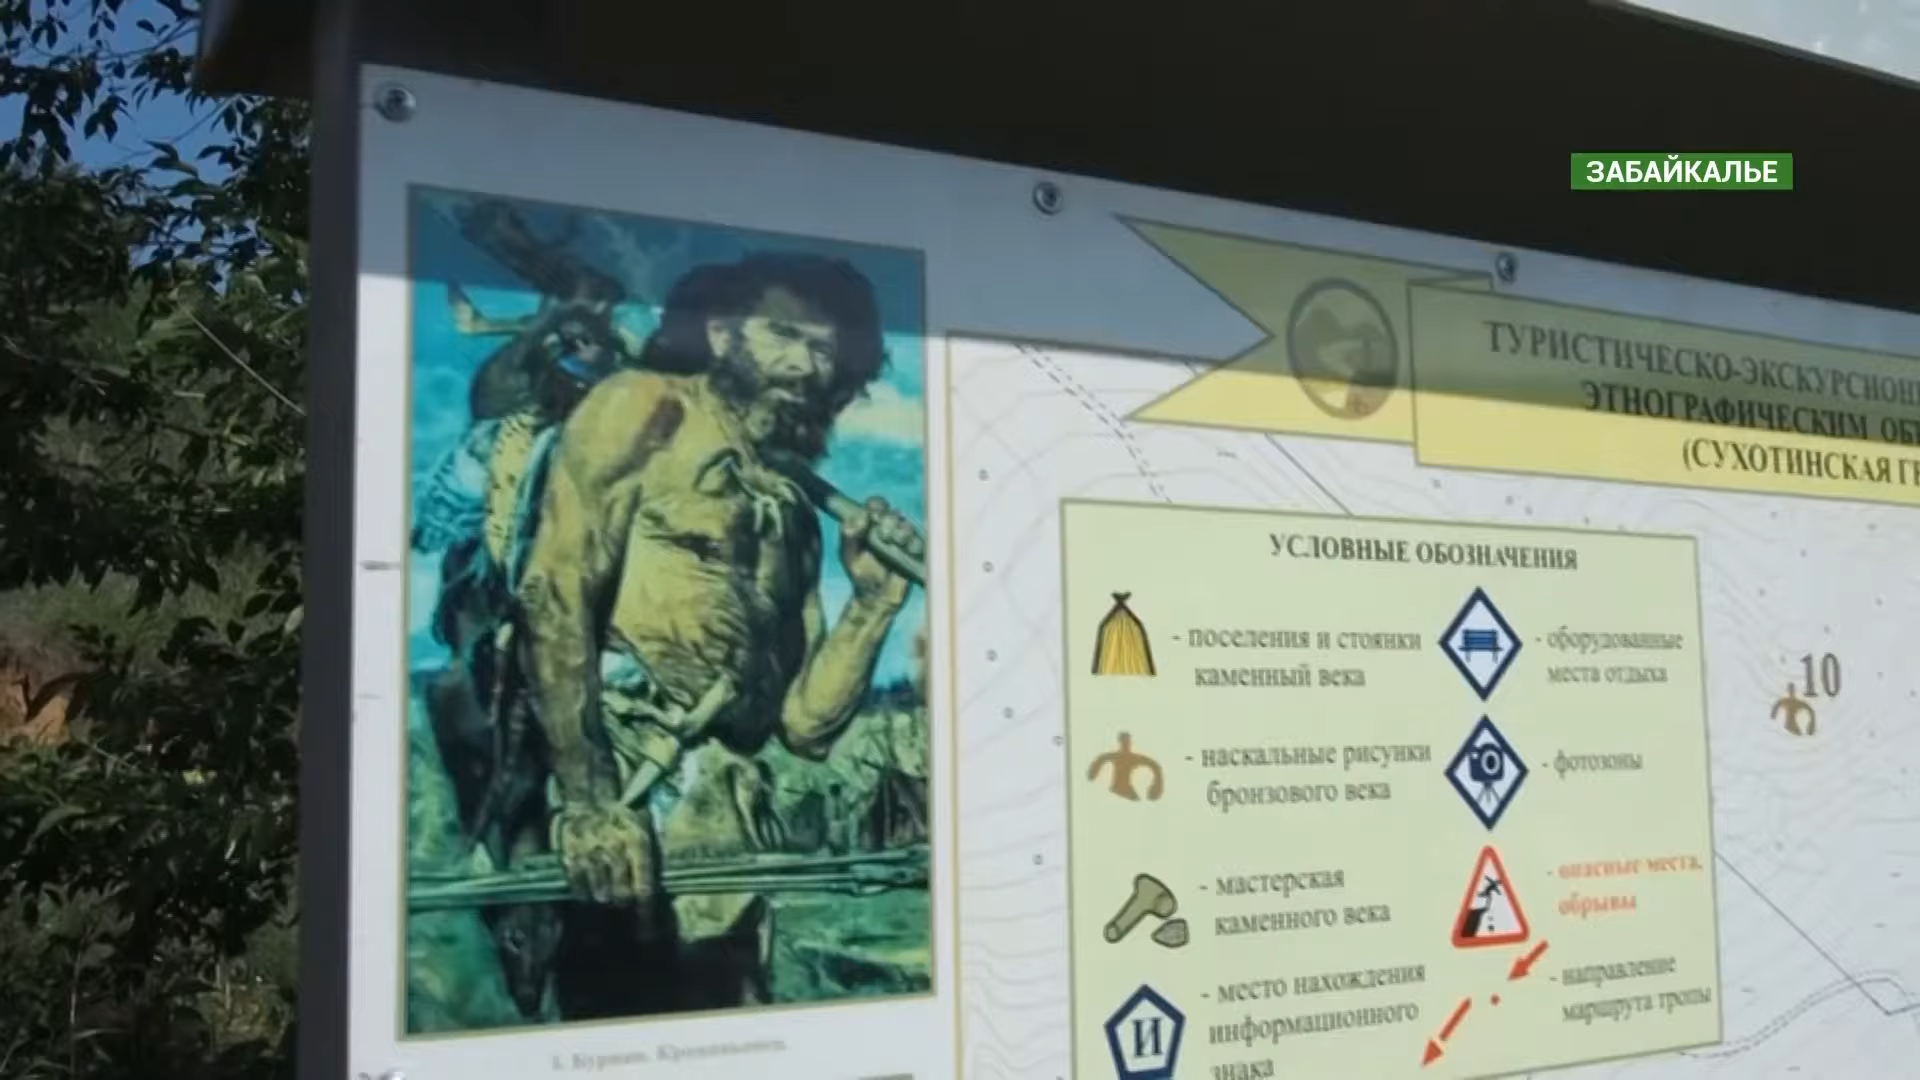 ЗАБАЙКАЛЬЕ
ТУРИСТИЧЕСКО-ЭКСКУРСИОН
ЭТНОГРАФИЧЕСКИМ ОБ
(СУХОТИНСКАЯ ГЕ
УСЛОВНЫЕ ОБОЗНАЧЕНИЯ
- поселения и стоянки
каменный века
- наскальные рисунки
бронзового века
- мастерская
каменного века
И
- место нахождения
информационного
знака
- оборудованные
места отдыха
- фотозоны
- опасные места,
обрывы
- направление
маршрута тропы
10